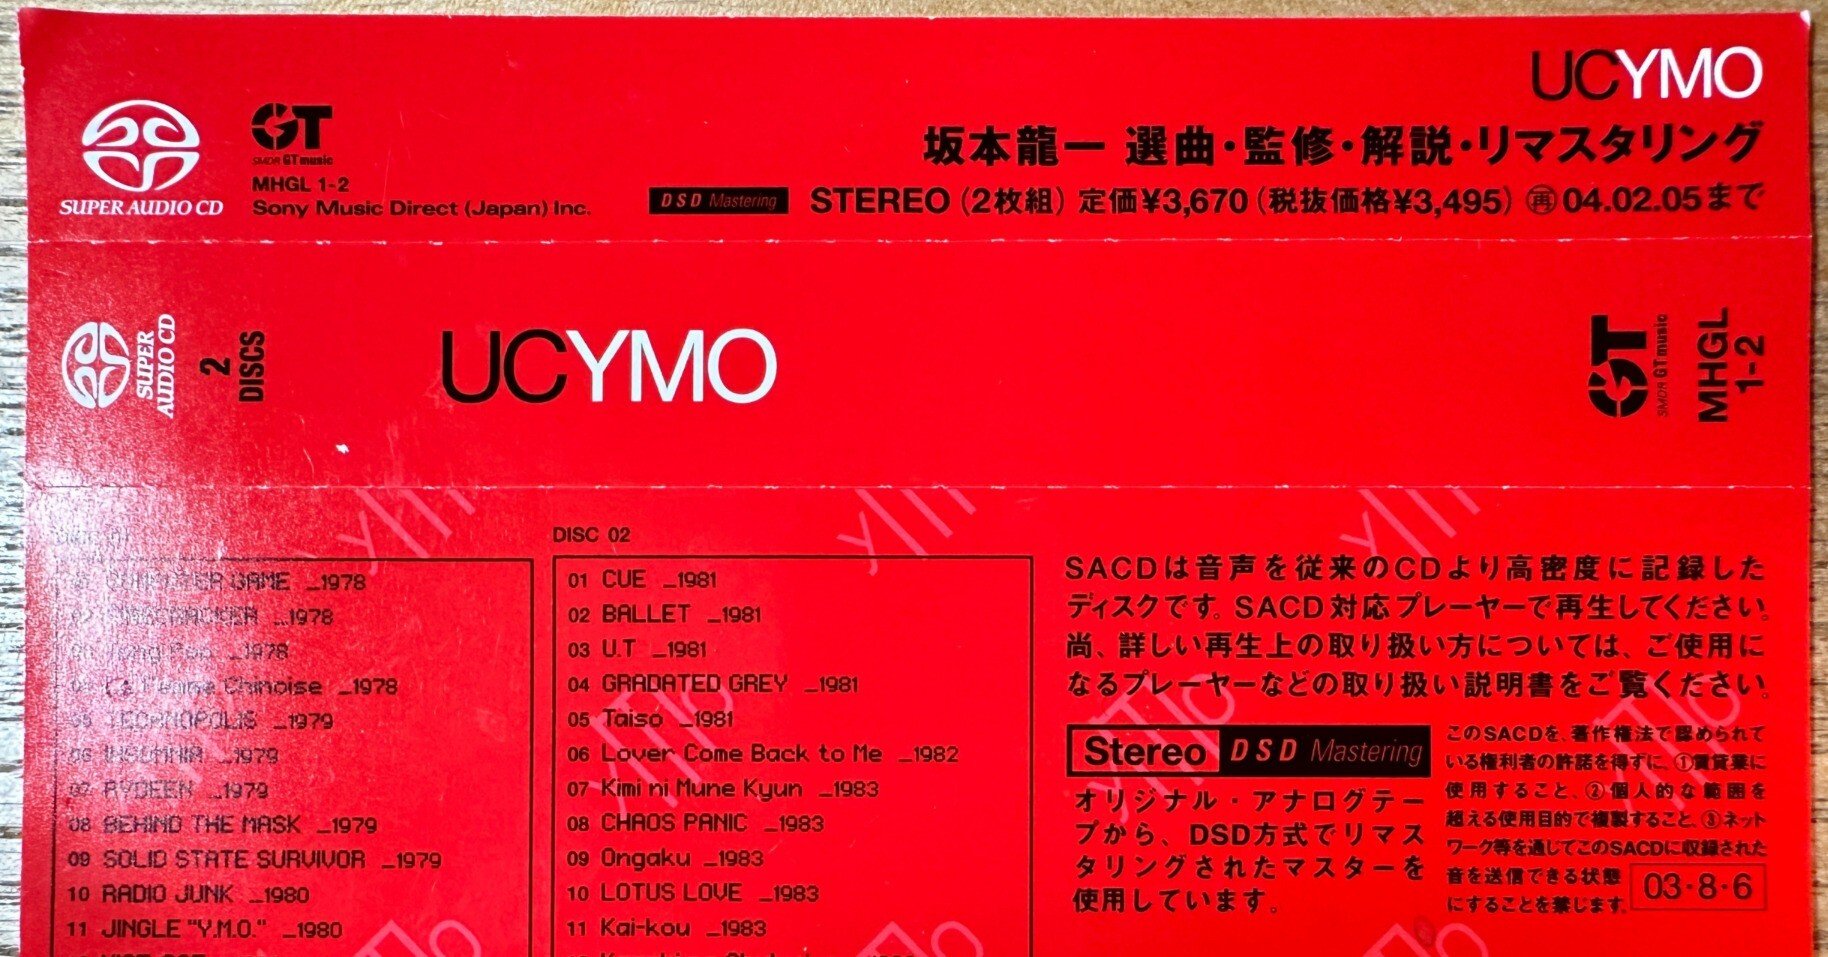 UCYMO
坂本龍一 選曲・監修・解説・リマスタリング
GT
SMDR GT music
MHGL 1-2
Sony Music Direct (Japan) Inc.
SUPER AUDIO CD
DSD Mastering STEREO (2枚組) 定価¥3,670 (税抜価格¥3,495) 再 04.02.05まで
SUPER
AUDIO CD
2
DISCS
UCYMO
GT
SMDR GT music
MHGL
1-2
COMPUTER GAME _1978
FIRECRACKER _1978
Tong Poo _1978
La Femme Chinoise _1978
05 TECHNOPOLIS _1979
06 INSOMNIA _1979
07 RYDEEN _1979
08 BEHIND THE MASK _1979
09 SOLID STATE SURVIVOR _1979
10 RADIO JUNK _1980
11 JINGLE "Y.M.O." _1980
DISC 02
01 CUE _1981
02 BALLET _1981
03 U.T _1981
04 GRADATED GREY _1981
05 Taiso _1981
06 Lover Come Back to Me _1982
07 Kimi ni Mune Kyun _1983
08 CHAOS PANIC _1983
09 Ongaku _1983
10 LOTUS LOVE _1983
11 Kai-kou _1983
SACDは音声を従来のCDより高密度に記録した
ディスクです。SACD対応プレーヤーで再生してください。
尚、詳しい再生上の取り扱い方については、ご使用に
なるプレーヤーなどの取り扱い説明書をご覧ください。
Stereo DSD Mastering
オリジナル・アナログテー
プから、DSD方式でリマス
タリングされたマスターを
使用しています。
このSACDを、著作権法で認められて
いる権利者の許諾を得ずに、①賃貸業に
使用すること、②個人的な範囲を
超える使用目的で複製すること、③ネット
ワーク等を通じてこのSACDに収録された
音を送信できる状態
にすることを禁じます。
03・8・6